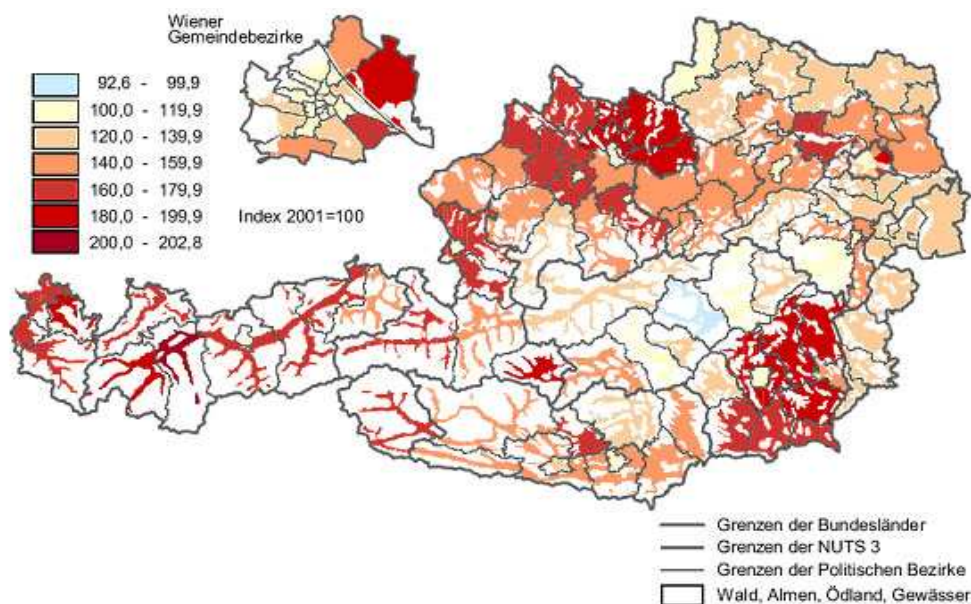 Wiener
Gemeindebezirke
92,6 - 99,9
100,0 - 119,9
120,0 - 139,9
140,0 - 159,9
160,0 - 179,9
180,0 - 199,9
200,0 - 202,8
Index 2001=100
Grenzen der Bundesländer
Grenzen der NUTS 3
Grenzen der Politischen Bezirke
Wald, Almen, Ödland, Gewässer